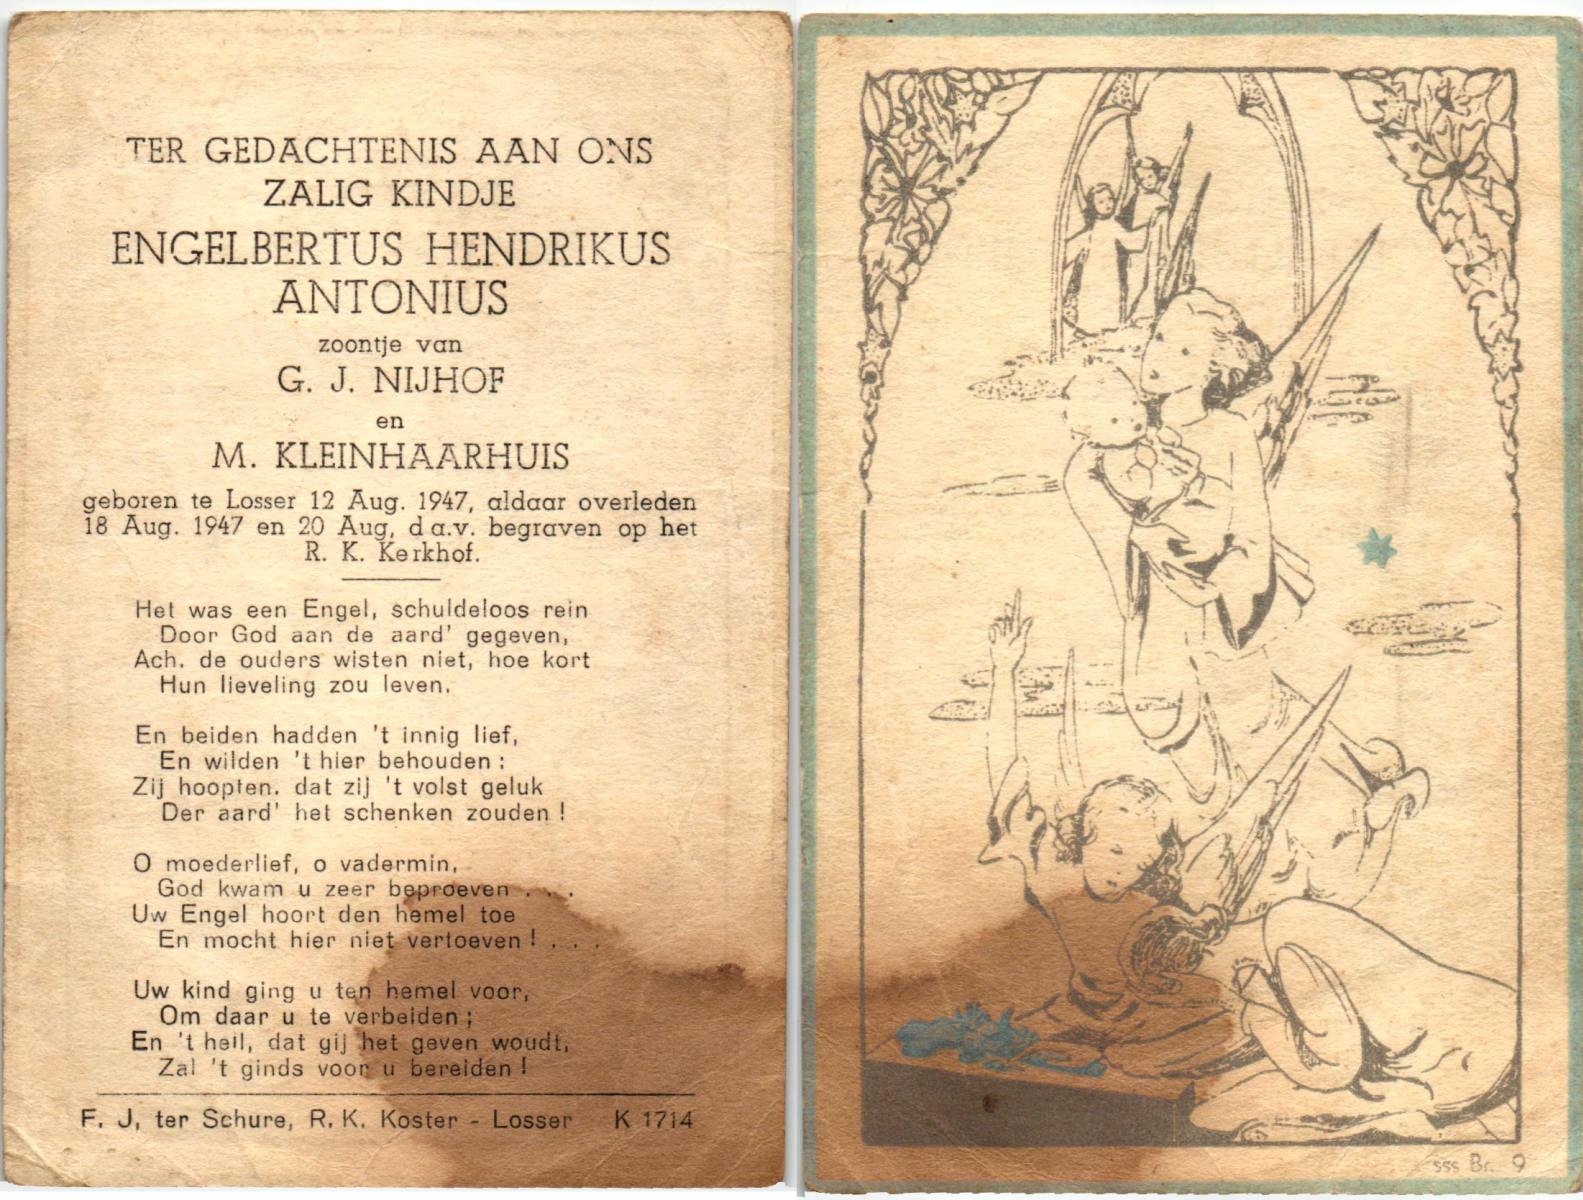 TER GEDACHTENIS AAN ONS
ZALIG KINDJE
ENGELBERTUS HENDRIKUS
ANTONIUS
zoontje van
G. J. NIJHOF
en
M. KLEINHAARHUIS
geboren te Losser 12 Aug. 1947, aldaar overleden
18 Aug. 1947 en 20 Aug, d a.v. begraven op het
R. K. Kerkhof.
Het was een Engel, schuldeloos rein
Door God aan de aard' gegeven,
Ach. de ouders wisten niet, hoe kort
Hun lieveling zou leven.
En beiden hadden 't innig lief,
En wilden 't hier behouden :
Zij hoopten. dat zij 't volst geluk
Der aard' het schenken zouden !
O moederlief, o vadermin,
God kwam u zeer beproeven . . .
Uw Engel hoort den hemel toe
En mocht hier niet vertoeven ! . . .
Uw kind ging u ten hemel voor,
Om daar u te verbeiden ;
En 't heil, dat gij het geven woudt,
Zal 't ginds voor u bereiden !
F. J, ter Schure, R. K. Koster - Losser K 1714
sss Br. 9